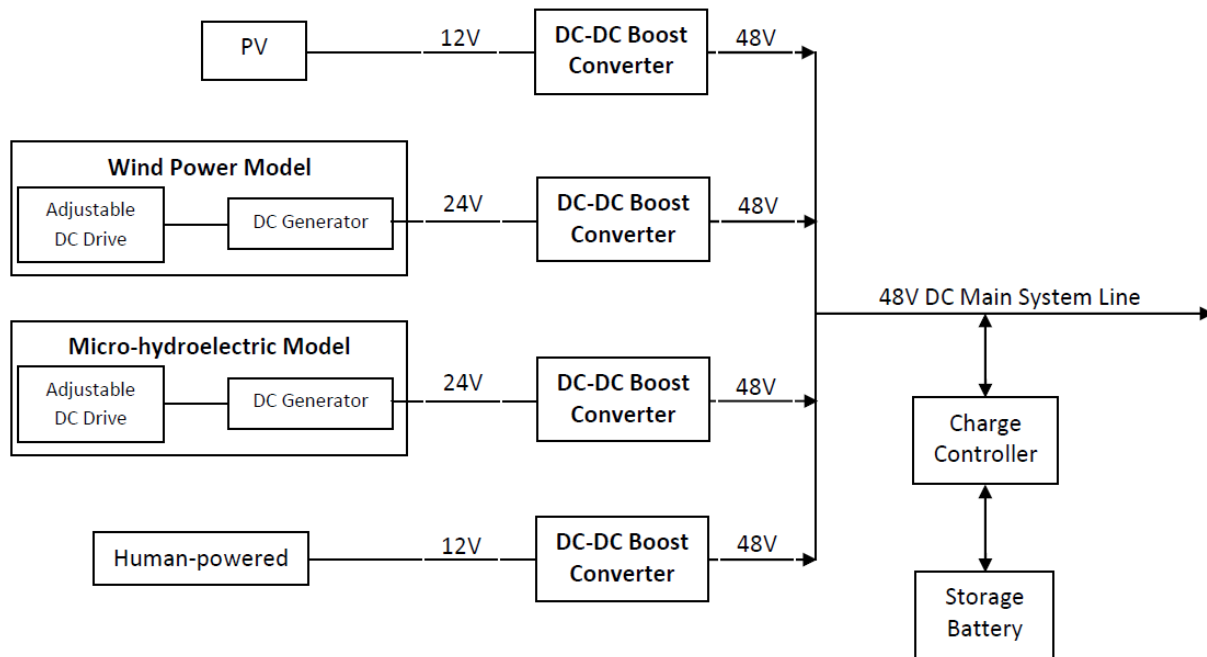 PV
12V
DC-DC Boost
Converter
48V
Wind Power Model
Adjustable
DC Drive
DC Generator
24V
DC-DC Boost
Converter
48V
48V DC Main System Line
Micro-hydroelectric Model
Adjustable
DC Drive
DC Generator
24V
DC-DC Boost
Converter
48V
Charge
Controller
Human-powered
12V
DC-DC Boost
Converter
48V
Storage
Battery